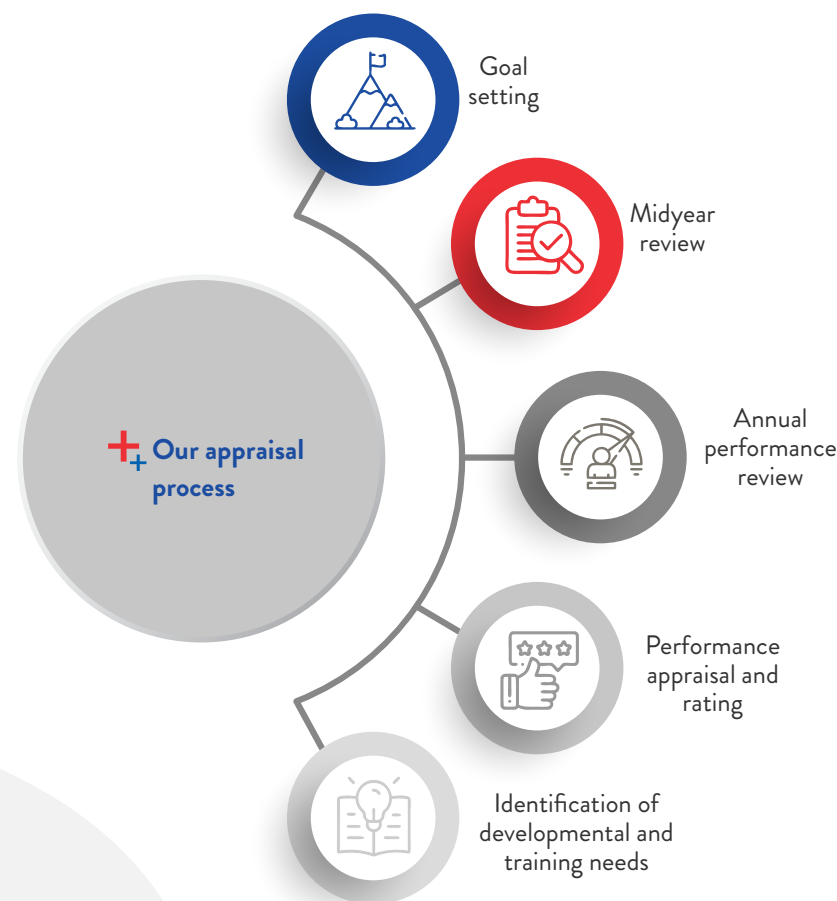 Goal
setting
Midyear
review
Our appraisal
process
Annual
performance
review
Performance
appraisal and
rating
Identification of
developmental and
training needs